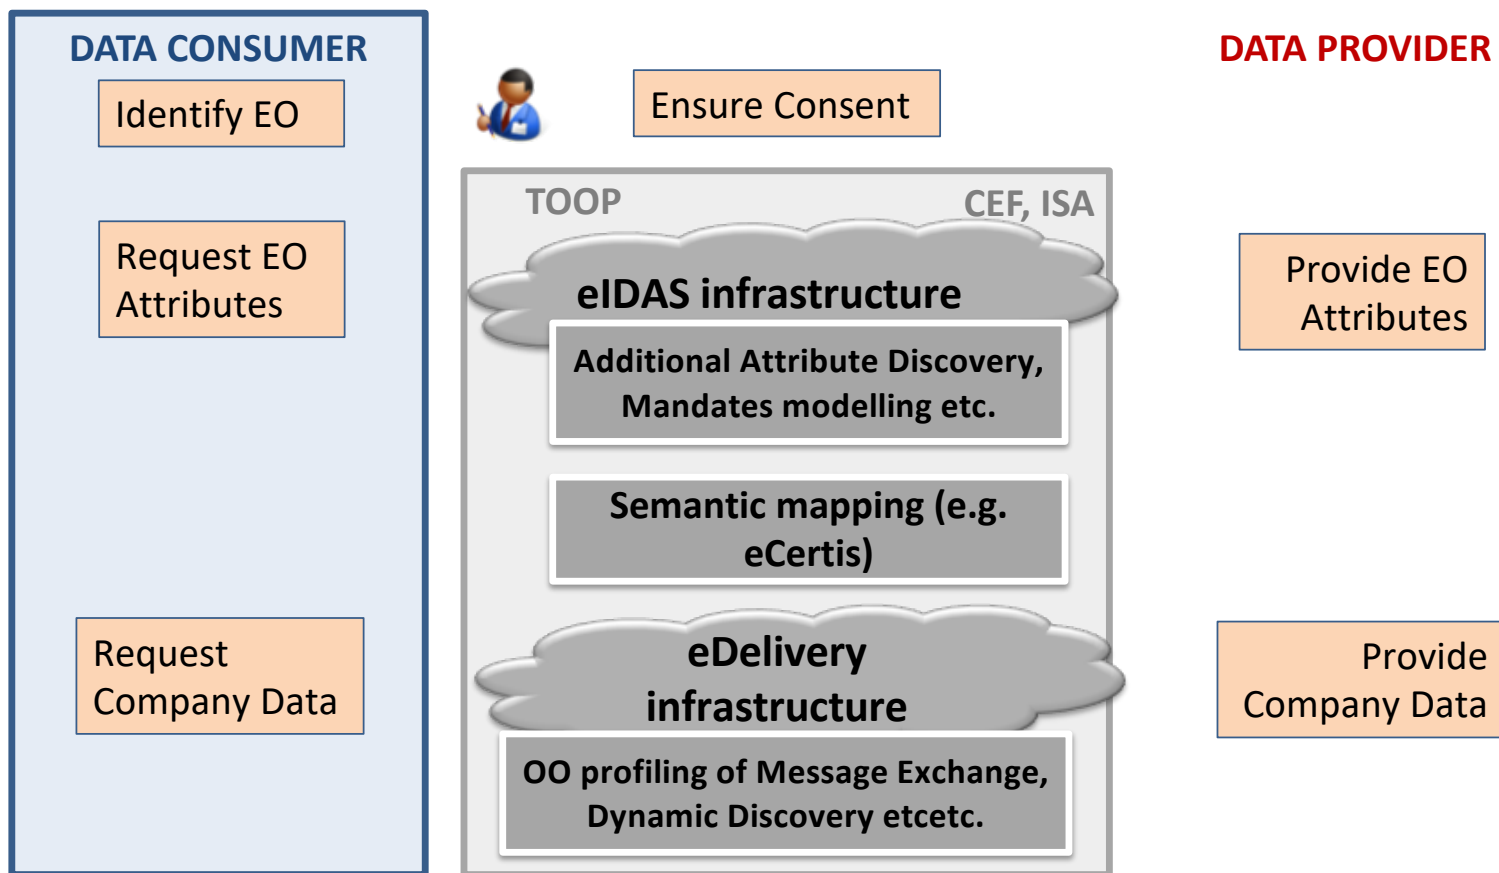 DATA CONSUMER
Identify EO
Request EO
Attributes
Request
Company Data
Ensure Consent
TOOP
CEF, ISA
eIDAS infrastructure
Additional Attribute Discovery,
Mandates modelling etc.
Semantic mapping (e.g.
eCertis)
eDelivery
infrastructure
OO profiling of Message Exchange,
Dynamic Discovery etcetc.
DATA PROVIDER
Provide EO
Attributes
Provide
Company Data